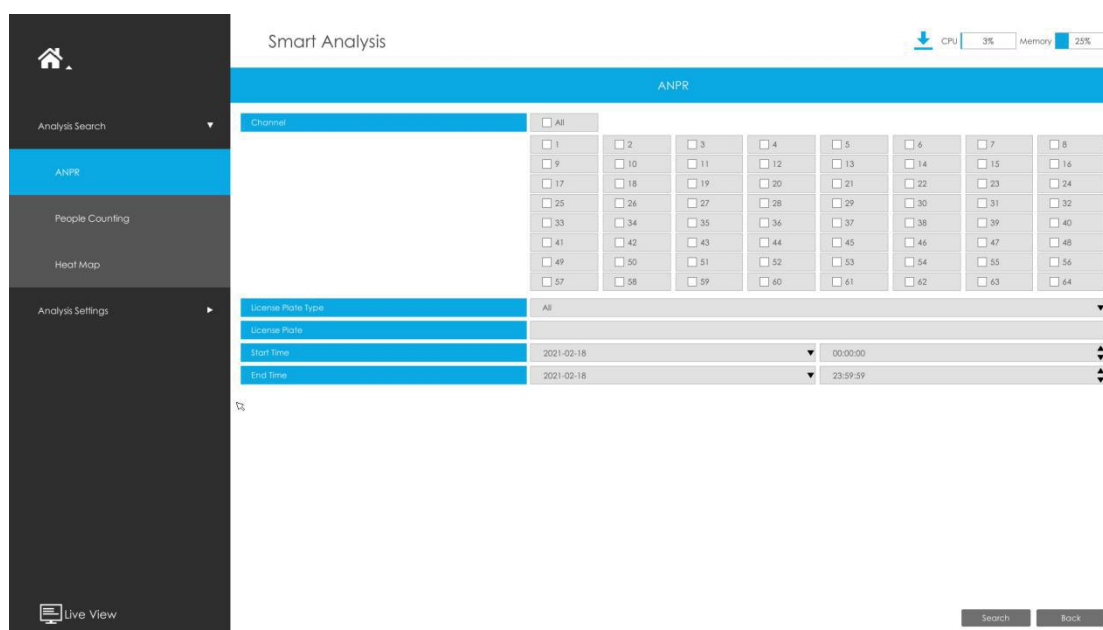 Smart Analysis
CPU 3% Memory 25%
ANPR
Analysis Search
ANPR
People Counting
Heat Map
Analysis Settings
Live View
Channel
All
1 2 3 4 5 6 7 8
9 10 11 12 13 14 15 16
17 18 19 20 21 22 23 24
25 26 27 28 29 30 31 32
33 34 35 36 37 38 39 40
41 42 43 44 45 46 47 48
49 50 51 52 53 54 55 56
57 58 59 60 61 62 63 64
License Plate Type All
License Plate
Start Time 2021-02-18 00:00:00
End Time 2021-02-18 23:59:59
Search Back